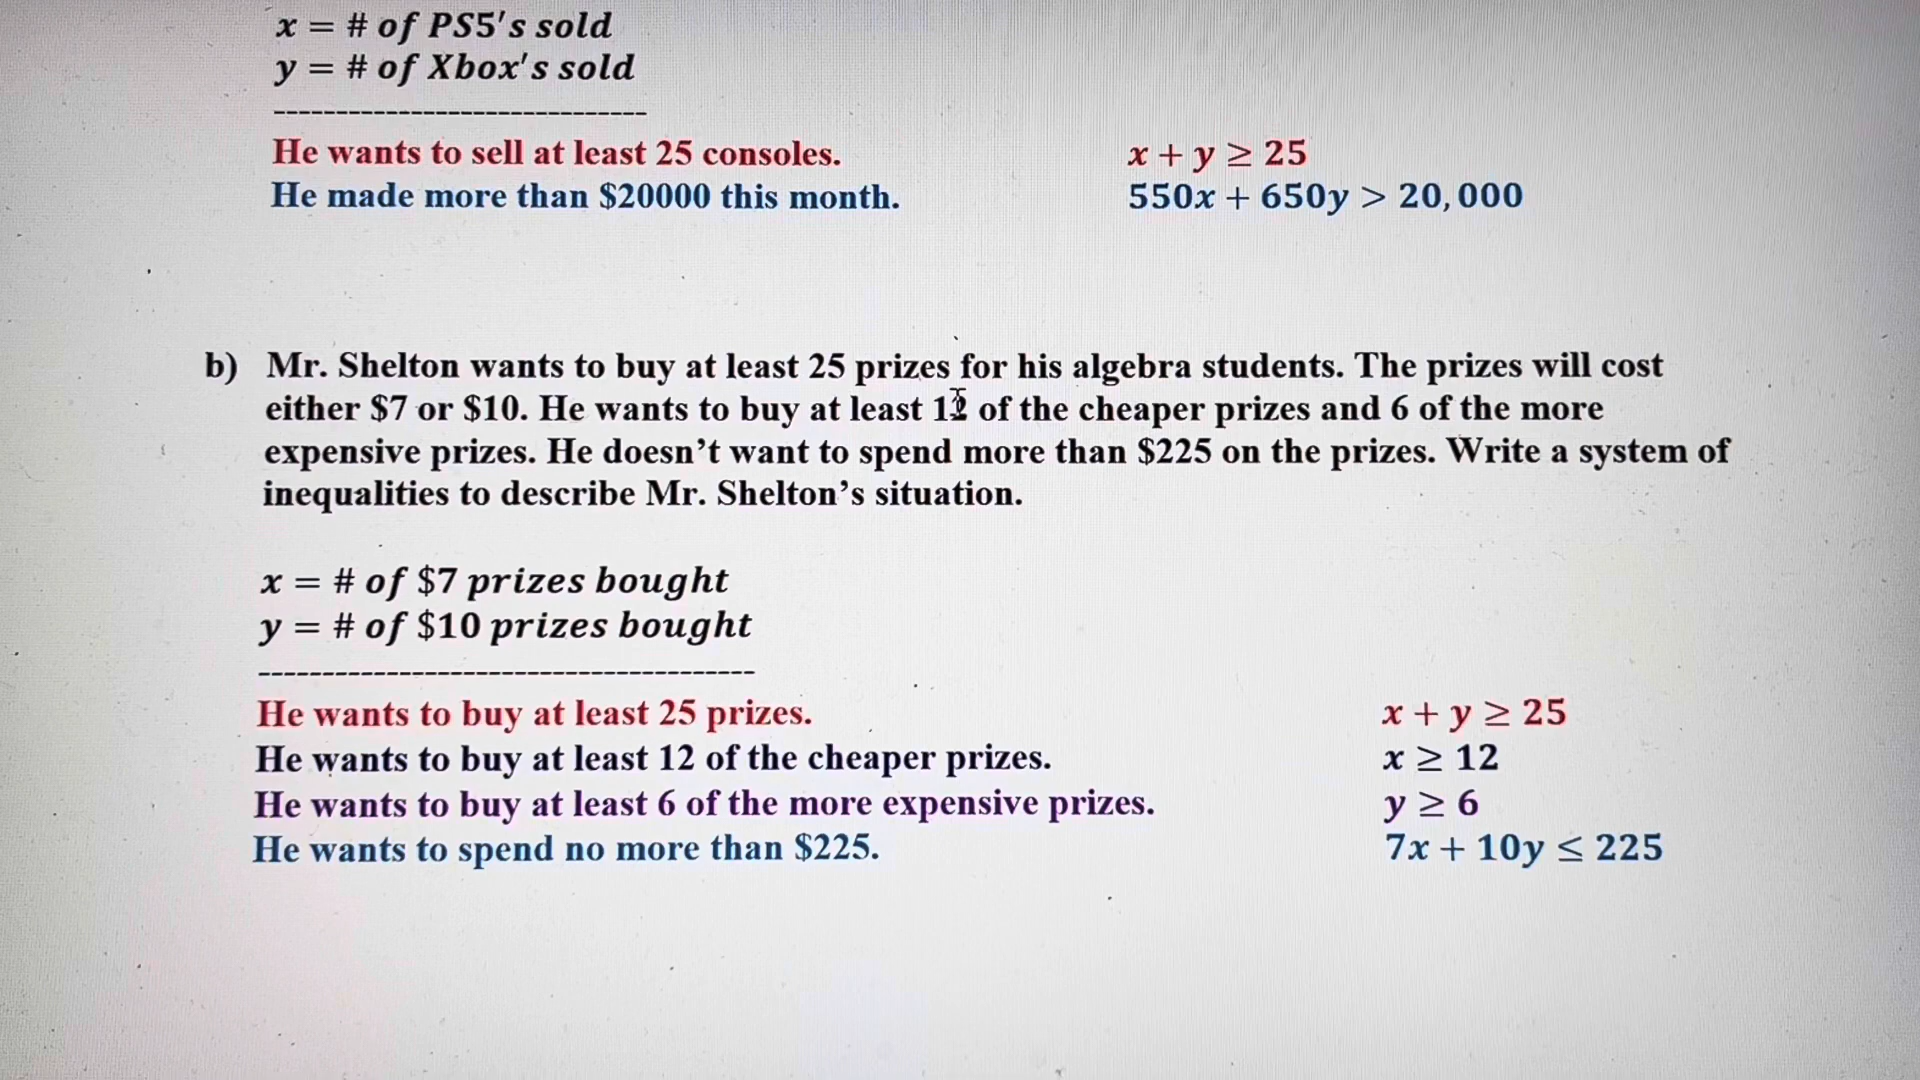 x = # of PS5's sold
y = # of Xbox's sold
------------------------------
He wants to sell at least 25 consoles. x + y ≥ 25
He made more than $20000 this month. 550x + 650y > 20,000
b) Mr. Shelton wants to buy at least 25 prizes for his algebra students. The prizes will cost
either $7 or $10. He wants to buy at least 12 of the cheaper prizes and 6 of the more
expensive prizes. He doesn’t want to spend more than $225 on the prizes. Write a system of
inequalities to describe Mr. Shelton’s situation.
x = # of $7 prizes bought
y = # of $10 prizes bought
---------------------------------------
He wants to buy at least 25 prizes. x + y ≥ 25
He wants to buy at least 12 of the cheaper prizes. x ≥ 12
He wants to buy at least 6 of the more expensive prizes. y ≥ 6
He wants to spend no more than $225. 7x + 10y ≤ 225